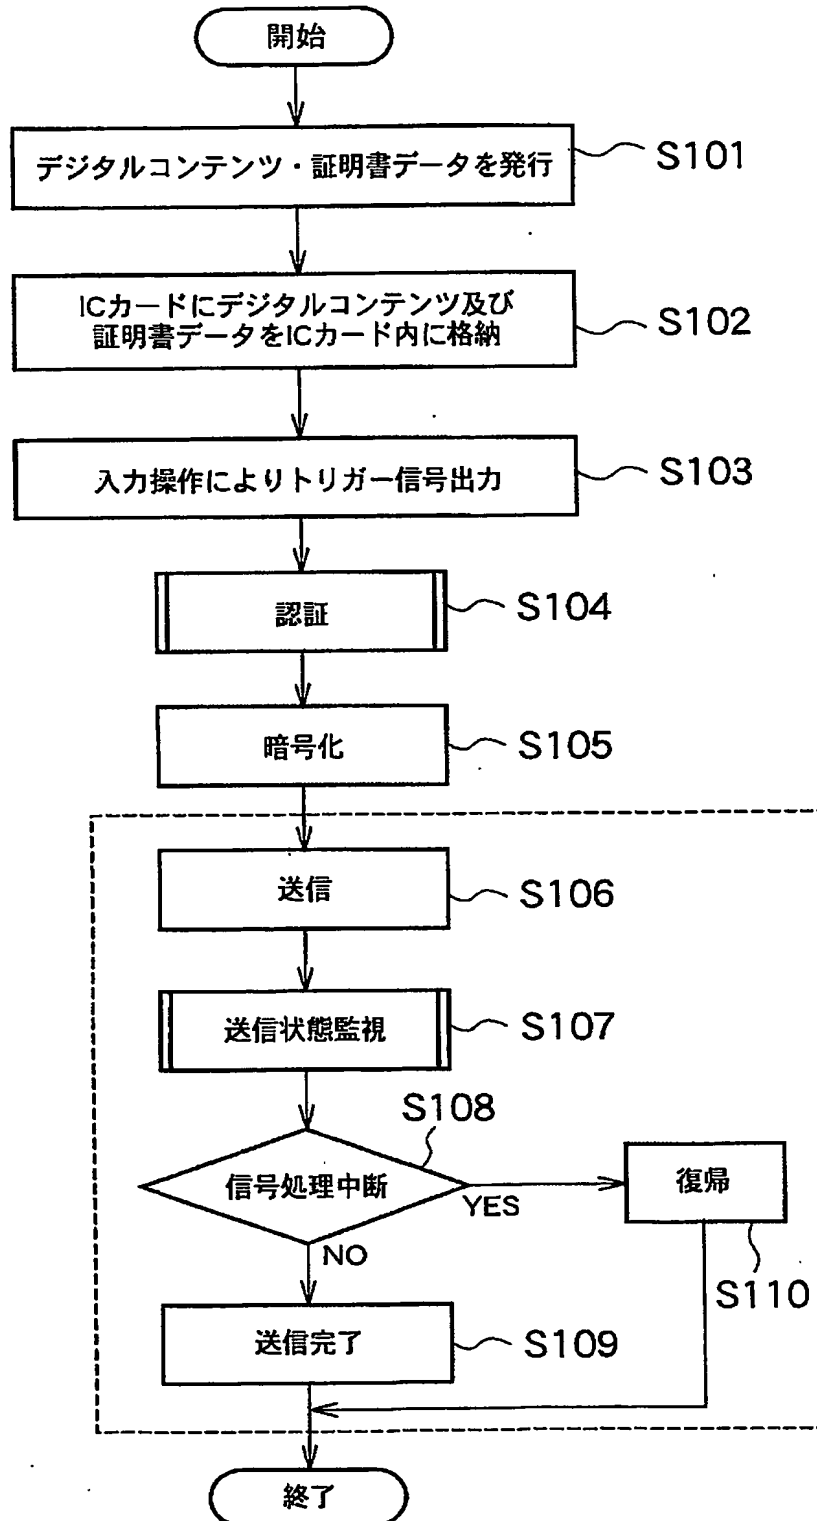 開始
デジタルコンテンツ・証明書データを発行
S101
ICカードにデジタルコンテンツ及び
証明書データをICカード内に格納
S102
入力操作によりトリガー信号出力
S103
認証
S104
暗号化
S105
送信
S106
送信状態監視
S107
S108
信号処理中断
YES
復帰
NO
S110
送信完了
S109
終了